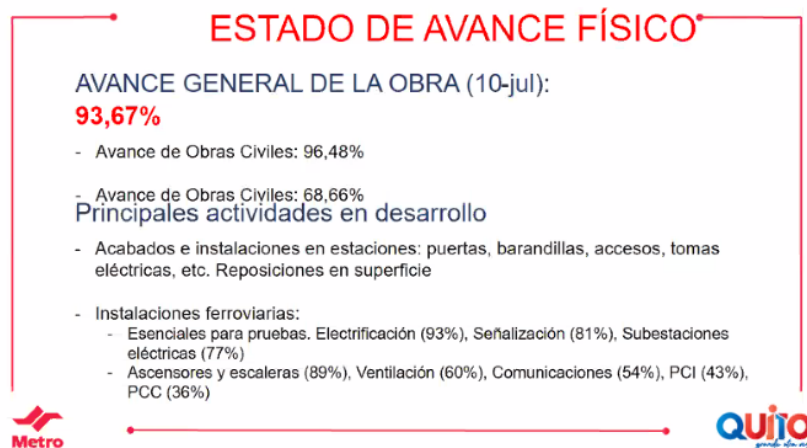 ESTADO DE AVANCE FÍSICO
AVANCE GENERAL DE LA OBRA (10-jul):
93,67%
- Avance de Obras Civiles: 96,48%
- Avance de Obras Civiles: 68,66%
Principales actividades en desarrollo
- Acabados e instalaciones en estaciones: puertas, barandillas, accesos, tomas
eléctricas, etc. Reposiciones en superficie
- Instalaciones ferroviarias:
- Esenciales para pruebas. Electrificación (93%), Señalización (81%), Subestaciones
eléctricas (77%)
- Ascensores y escaleras (89%), Ventilación (60%), Comunicaciones (54%), PCI (43%),
PCC (36%)
Metro
QUITO
grande otra vez